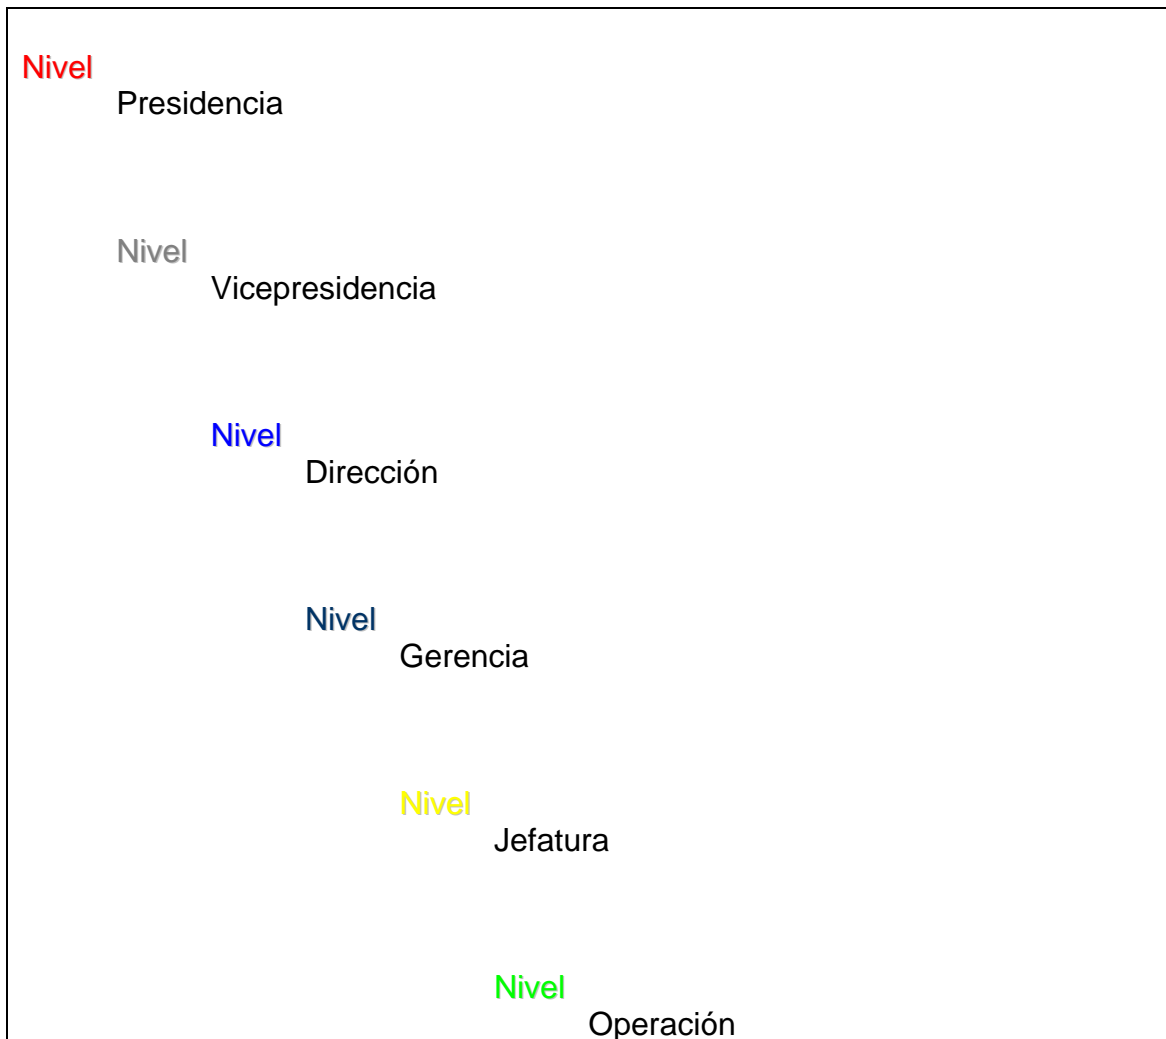 Nivel
Presidencia
Nivel
Vicepresidencia
Nivel
Dirección
Nivel
Gerencia
Nivel
Jefatura
Nivel
Operación